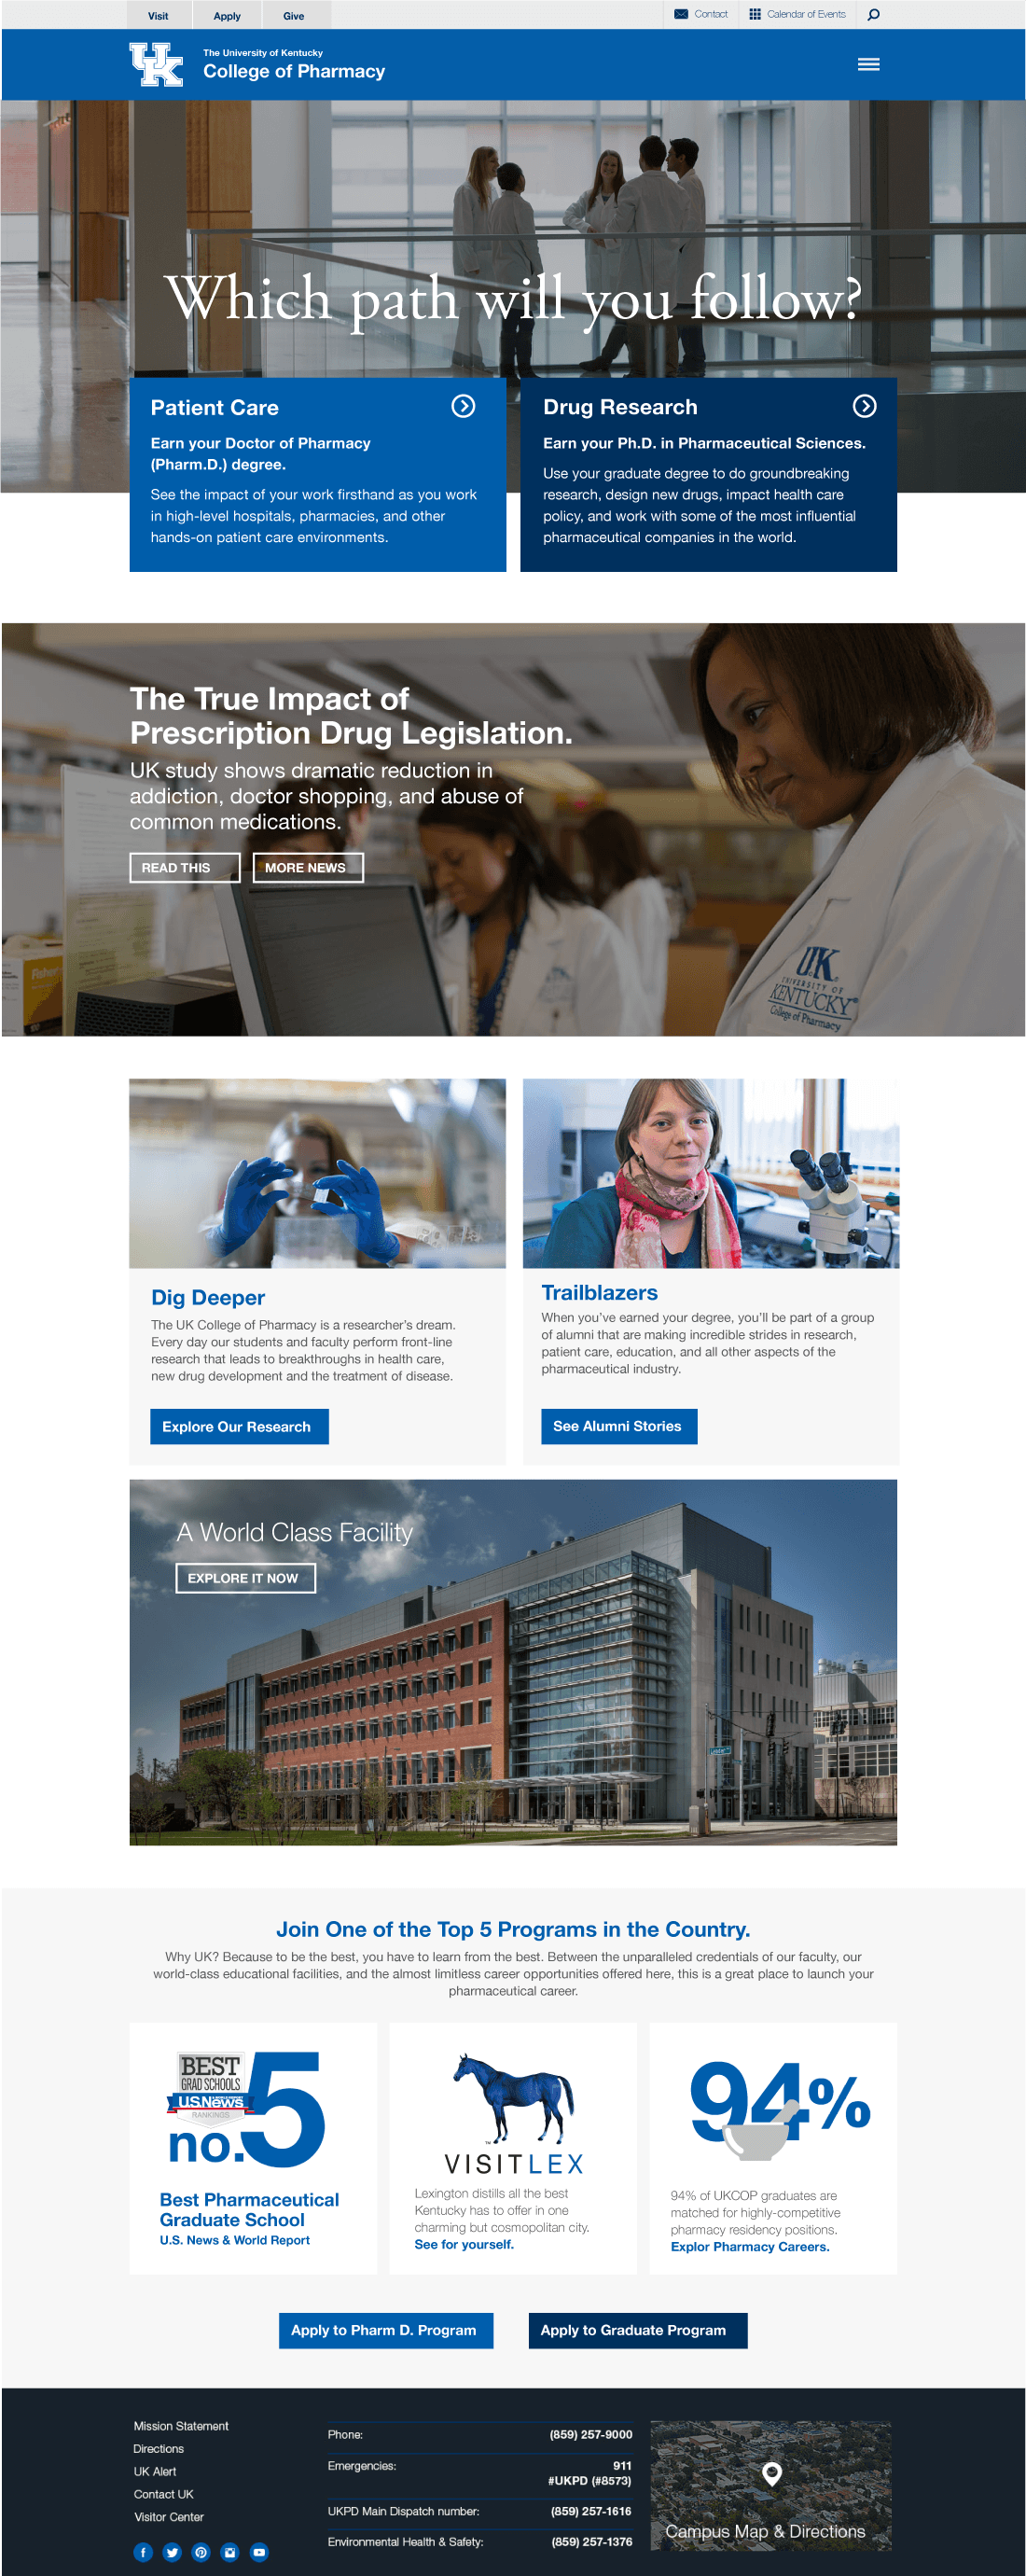 Visit
Apply
Give
Contact
Calendar of Events
UK
The University of Kentucky
College of Pharmacy
Which path will you follow?
Patient Care
Earn your Doctor of Pharmacy
(Pharm.D.) degree.
See the impact of your work firsthand as you work
in high-level hospitals, pharmacies, and other
hands-on patient care environments.
Drug Research
Earn your Ph.D. in Pharmaceutical Sciences.
Use your graduate degree to do groundbreaking
research, design new drugs, impact health care
policy, and work with some of the most influential
pharmaceutical companies in the world.
The True Impact of
Prescription Drug Legislation.
UK study shows dramatic reduction in
addiction, doctor shopping, and abuse of
common medications.
READ THIS
MORE NEWS
Fisher
UK
UNIVERSITY OF
KENTUCKY
College of Pharmacy
Dig Deeper
The UK College of Pharmacy is a researcher's dream.
Every day our students and faculty perform front-line
research that leads to breakthroughs in health care,
new drug development and the treatment of disease.
Explore Our Research
Trailblazers
When you've earned your degree, you'll be part of a group
of alumni that are making incredible strides in research,
patient care, education, and all other aspects of the
pharmaceutical industry.
See Alumni Stories
A World Class Facility
EXPLORE IT NOW
Join One of the Top 5 Programs in the Country.
Why UK? Because to be the best, you have to learn from the best. Between the unparalleled credentials of our faculty, our
world-class educational facilities, and the almost limitless career opportunities offered here, this is a great place to launch your
pharmaceutical career.
BEST
GRAD SCHOOLS
U.S.News
RANKINGS
no.5
Best Pharmaceutical
Graduate School
U.S. News & World Report
VISITLEX
Lexington distills all the best
Kentucky has to offer in one
charming but cosmopolitan city.
See for yourself.
94%
94% of UKCOP graduates are
matched for highly-competitive
pharmacy residency positions.
Explor Pharmacy Careers.
Apply to Pharm D. Program
Apply to Graduate Program
Mission Statement
Directions
UK Alert
Contact UK
Visitor Center
Phone: (859) 257-9000
Emergencies: 911
#UKPD (#8573)
UKPD Main Dispatch number: (859) 257-1616
Environmental Health & Safety: (859) 257-1376
Campus Map & Directions